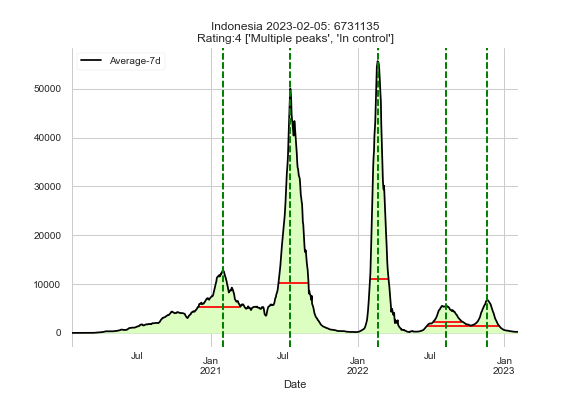 Indonesia 2023-02-05: 6731135
Rating:4 ['Multiple peaks', 'In control']
Average-7d
50000
40000
30000
20000
10000
0
Jul
Jan
2021
Jul
Jan
2022
Jul
Jan
2023
Date